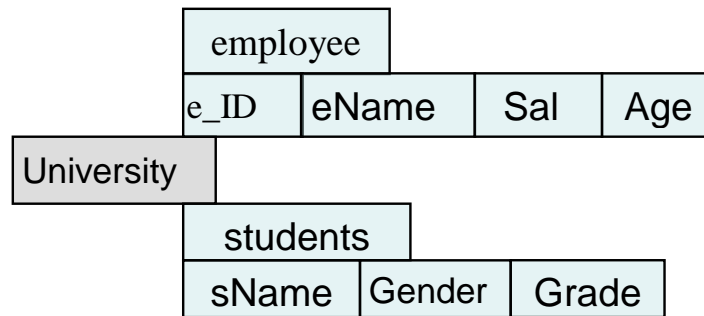 employee
e_ID eName Sal Age
University
students
sName Gender Grade